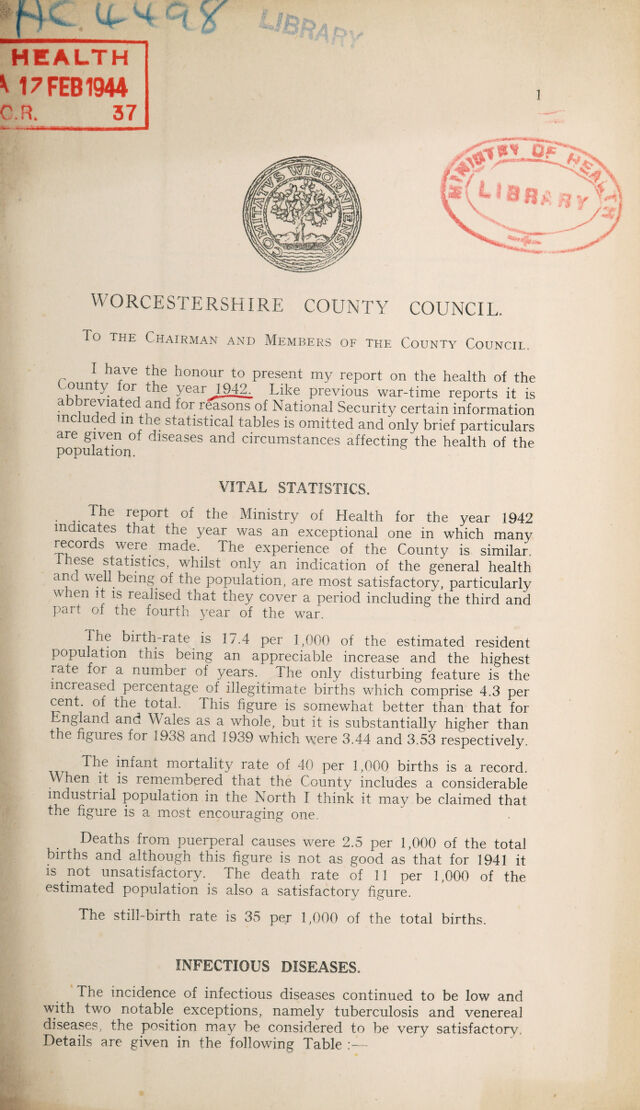 AC.4498
LIBRARY
HEALTH
A 17 FEB 1944
C.R. 37
1
MINISTRY OF HEALTH
LIBRARY
COMITATVS WIGORNIENSIS
WORCESTERSHIRE COUNTY COUNCIL.
TO THE CHAIRMAN AND MEMBERS OF THE COUNTY COUNCIL.
I have the honour to present my report on the health of the
County for the year 1942. Like previous war-time reports it is
abbreviated and for reasons of National Security certain information
included in the statistical tables is omitted and only brief particulars
are given of diseases and circumstances affecting the health of the
population.
VITAL STATISTICS.
The report of the Ministry of Health for the year 1942
indicates that the year was an exceptional one in which many
records were made. The experience of the County is similar.
These statistics, whilst only an indication of the general health
and well being of the population, are most satisfactory, particularly
when it is realised that they cover a period including the third and
part of the fourth year of the war.
The birth-rate is 17.4 per 1,000 of the estimated resident
population this being an appreciable increase and the highest
rate for a number of years. The only disturbing feature is the
increased percentage of illegitimate births which comprise 4.3 per
cent. of the total. This figure is somewhat better than that for
England and Wales as a whole, but it is substantially higher than
the figures for 1938 and 1939 which were 3.44 and 3.53 respectively.
The infant mortality rate of 40 per 1,000 births is a record.
When it is remembered that the County includes a considerable
industrial population in the North I think it may be claimed that
the figure is a most encouraging one.
Deaths from puerperal causes were 2.5 per 1,000 of the total
births and although this figure is not as good as that for 1941 it
is not unsatisfactory. The death rate of 11 per 1,000 of the
estimated population is also a satisfactory figure.
The still-birth rate is 35 per 1,000 of the total births.
INFECTIOUS DISEASES.
The incidence of infectious diseases continued to be low and
with two notable exceptions, namely tuberculosis and venereal
diseases, the position may be considered to be very satisfactory.
Details are given in the following Table :—